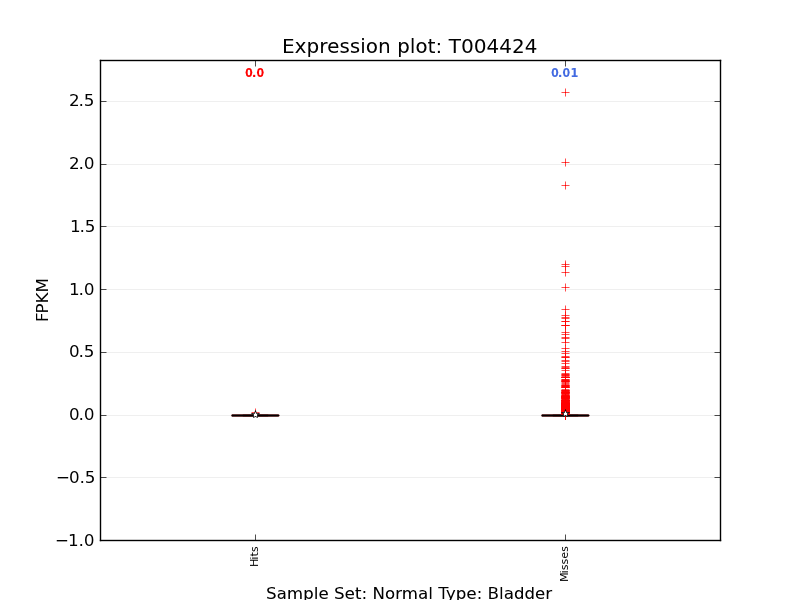 Expression plot: T004424
0.0
0.01
2.5
2.0
1.5
1.0
0.5
0.0
−0.5
−1.0
FPKM
Hits
Misses
Sample Set: Normal Type: Bladder